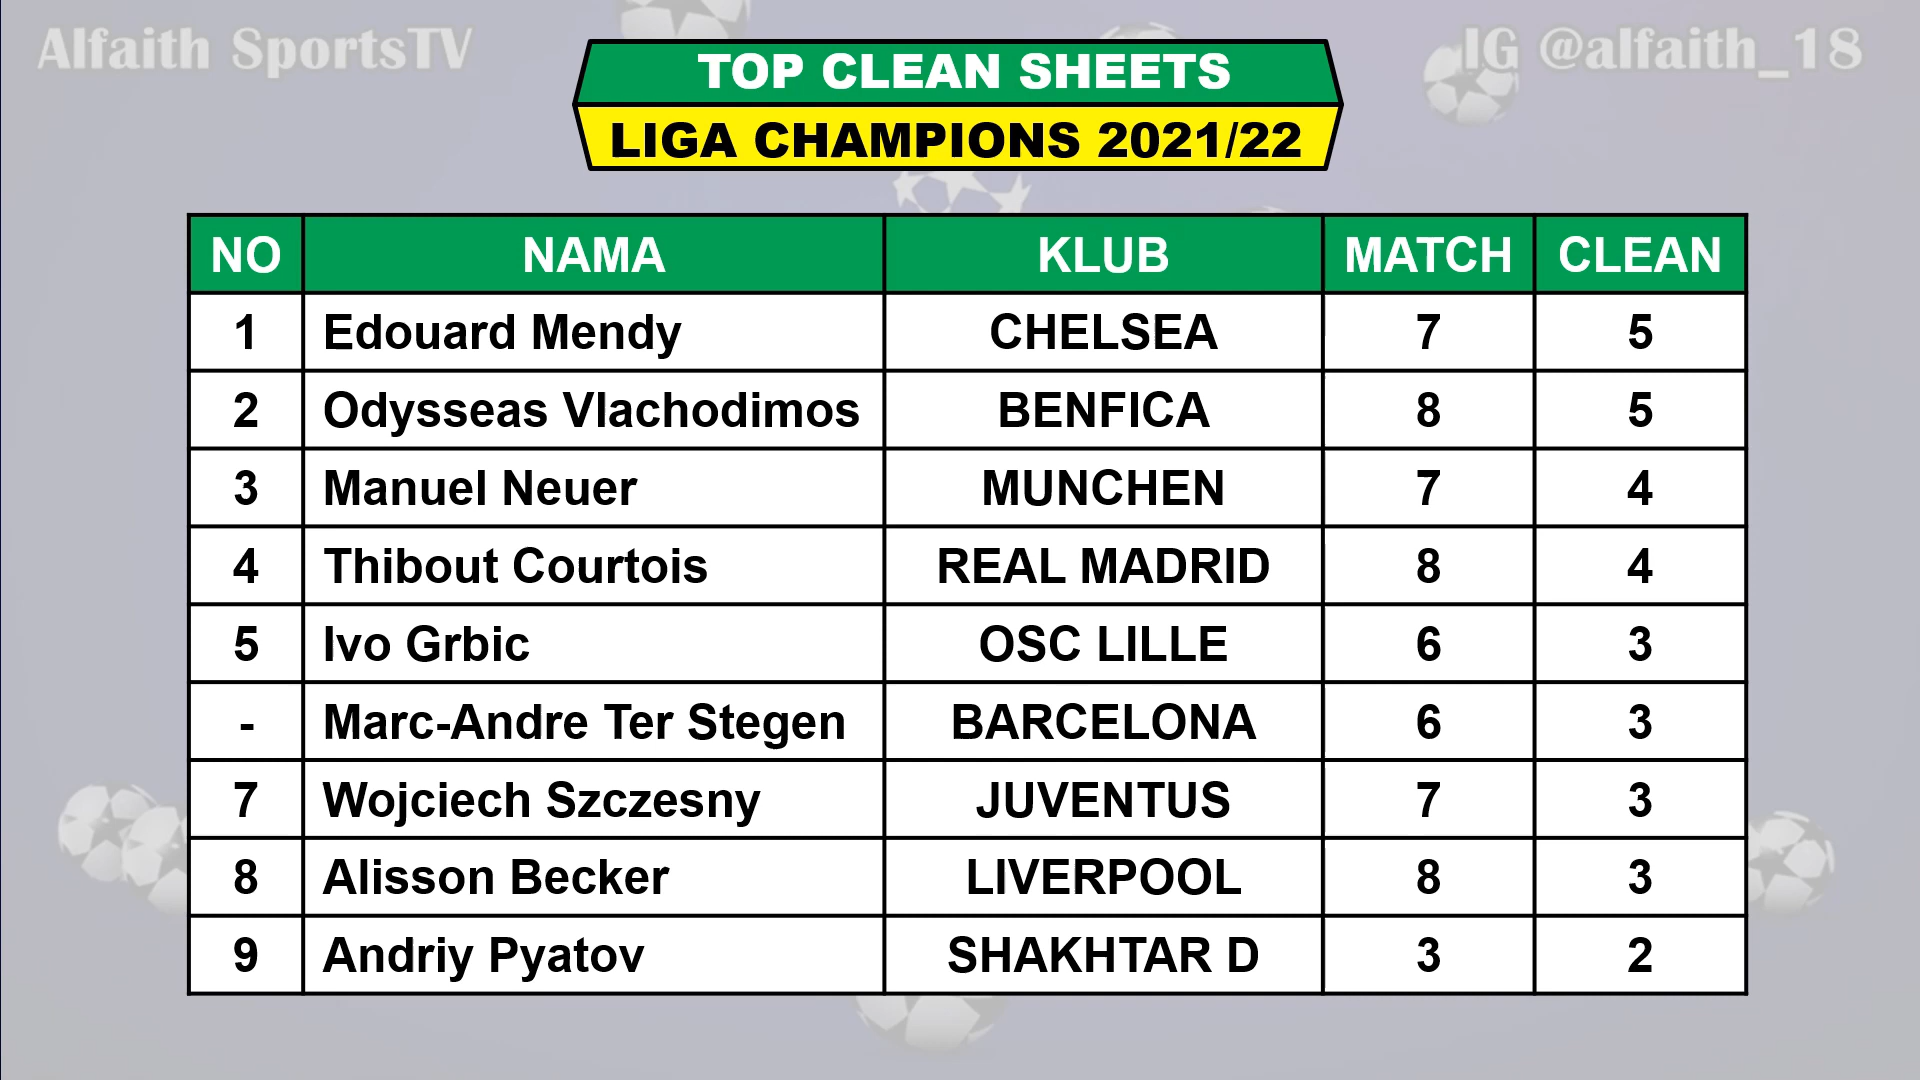 Alfaith SportsTV
IG @alfaith_18
TOP CLEAN SHEETS
LIGA CHAMPIONS 2021/22
NO NAMA KLUB MATCH CLEAN
1 Edouard Mendy CHELSEA 7 5
2 Odysseas Vlachodimos BENFICA 8 5
3 Manuel Neuer MUNCHEN 7 4
4 Thibout Courtois REAL MADRID 8 4
5 Ivo Grbic OSC LILLE 6 3
- Marc-Andre Ter Stegen BARCELONA 6 3
7 Wojciech Szczesny JUVENTUS 7 3
8 Alisson Becker LIVERPOOL 8 3
9 Andriy Pyatov SHAKHTAR D 3 2